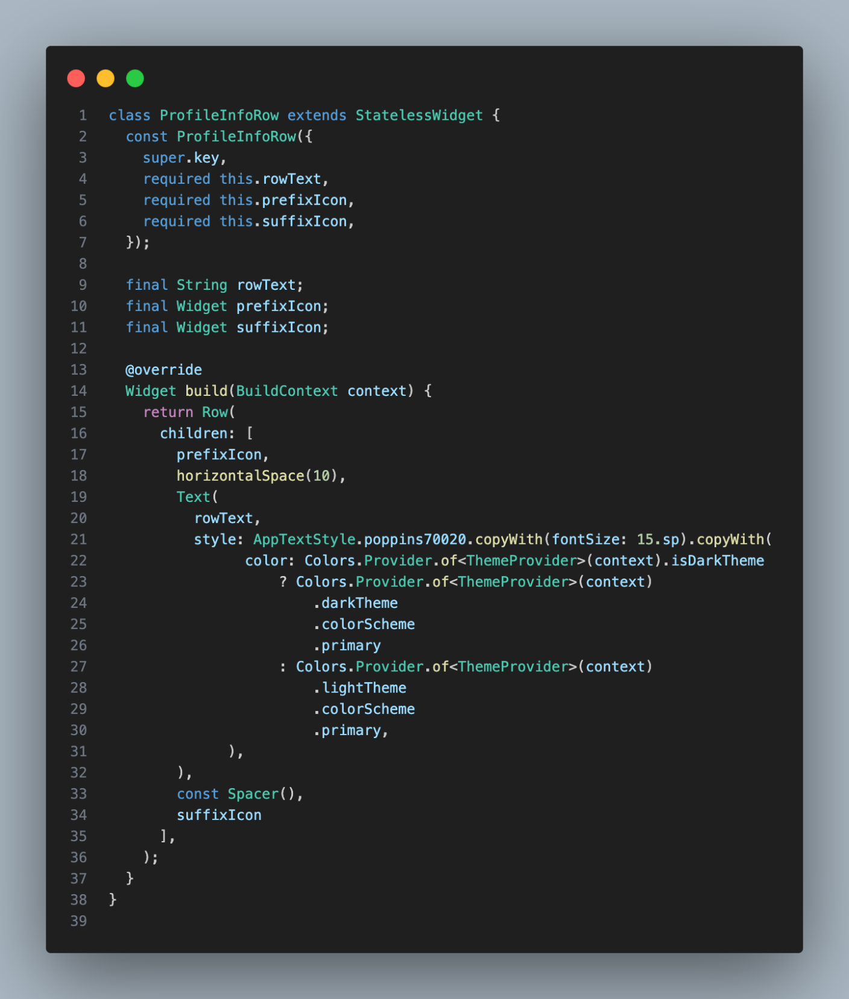 1 class ProfileInfoRow extends StatelessWidget {
2   const ProfileInfoRow({
3     super.key,
4     required this.rowText,
5     required this.prefixIcon,
6     required this.suffixIcon,
7   });
8
9   final String rowText;
10   final Widget prefixIcon;
11   final Widget suffixIcon;
12
13   @override
14   Widget build(BuildContext context) {
15     return Row(
16       children: [
17         prefixIcon,
18         horizontalSpace(10),
19         Text(
20           rowText,
21           style: AppTextStyle.poppins70020.copyWith(fontSize: 15.sp).copyWith(
22                 color: Colors.Provider.of<ThemeProvider>(context).isDarkTheme
23                     ? Colors.Provider.of<ThemeProvider>(context)
24                         .darkTheme
25                         .colorScheme
26                         .primary
27                     : Colors.Provider.of<ThemeProvider>(context)
28                         .lightTheme
29                         .colorScheme
30                         .primary,
31               ),
32         ),
33         const Spacer(),
34         suffixIcon
35       ],
36     );
37   }
38 }
39